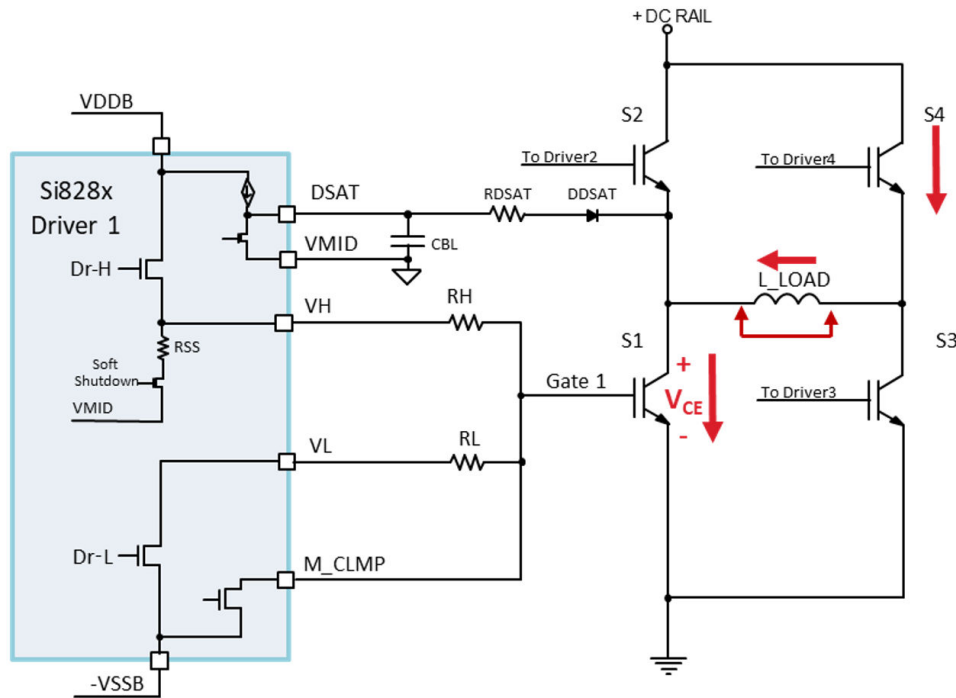 + DC RAIL
VDDB
S2
S4
To Driver2
To Driver4
Si828x
Driver 1
DSAT
RDSAT
DDSAT
VMID
CBL
Dr-H
L_LOAD
VH
RH
RSS
S1
S3
Soft
Shutdown
+
Gate 1
VCE
To Driver3
VMID
-
VL
RL
Dr-L
M_CLMP
-VSSB